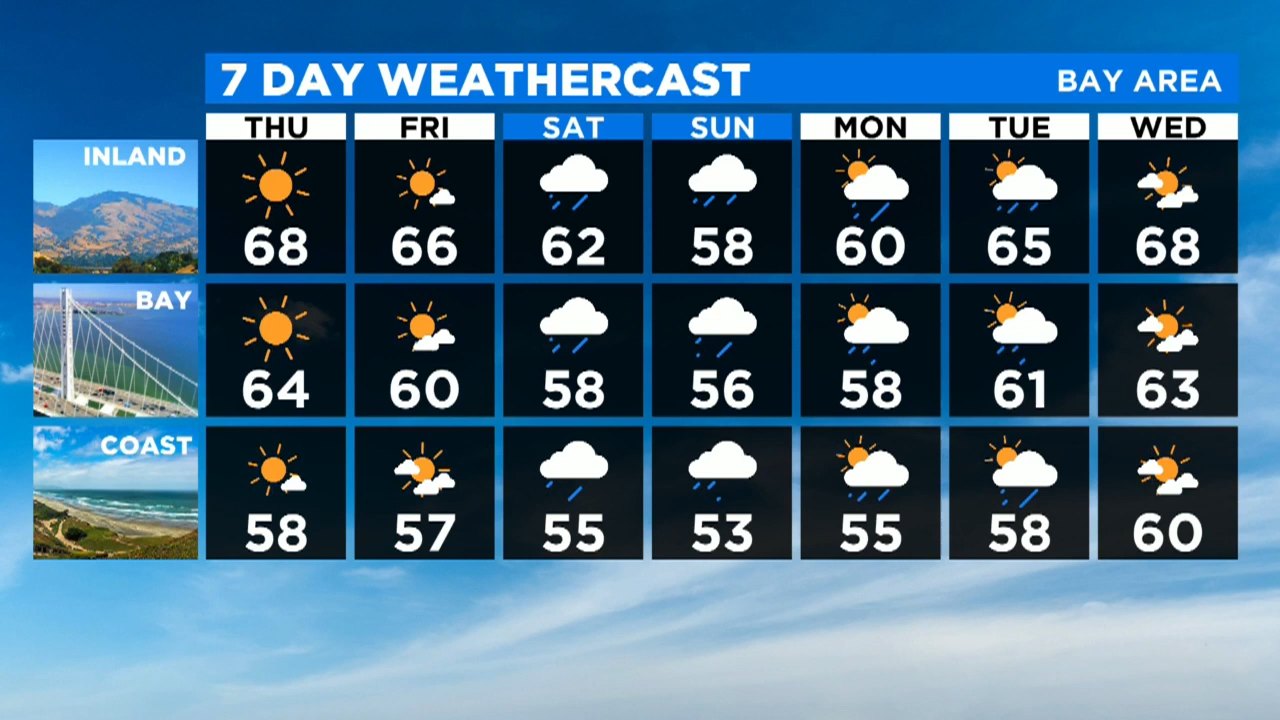 7 DAY WEATHERCAST BAY AREA
THU FRI SAT SUN MON TUE WED
INLAND
68 66 62 58 60 65 68
BAY
64 60 58 56 58 61 63
COAST
58 57 55 53 55 58 60